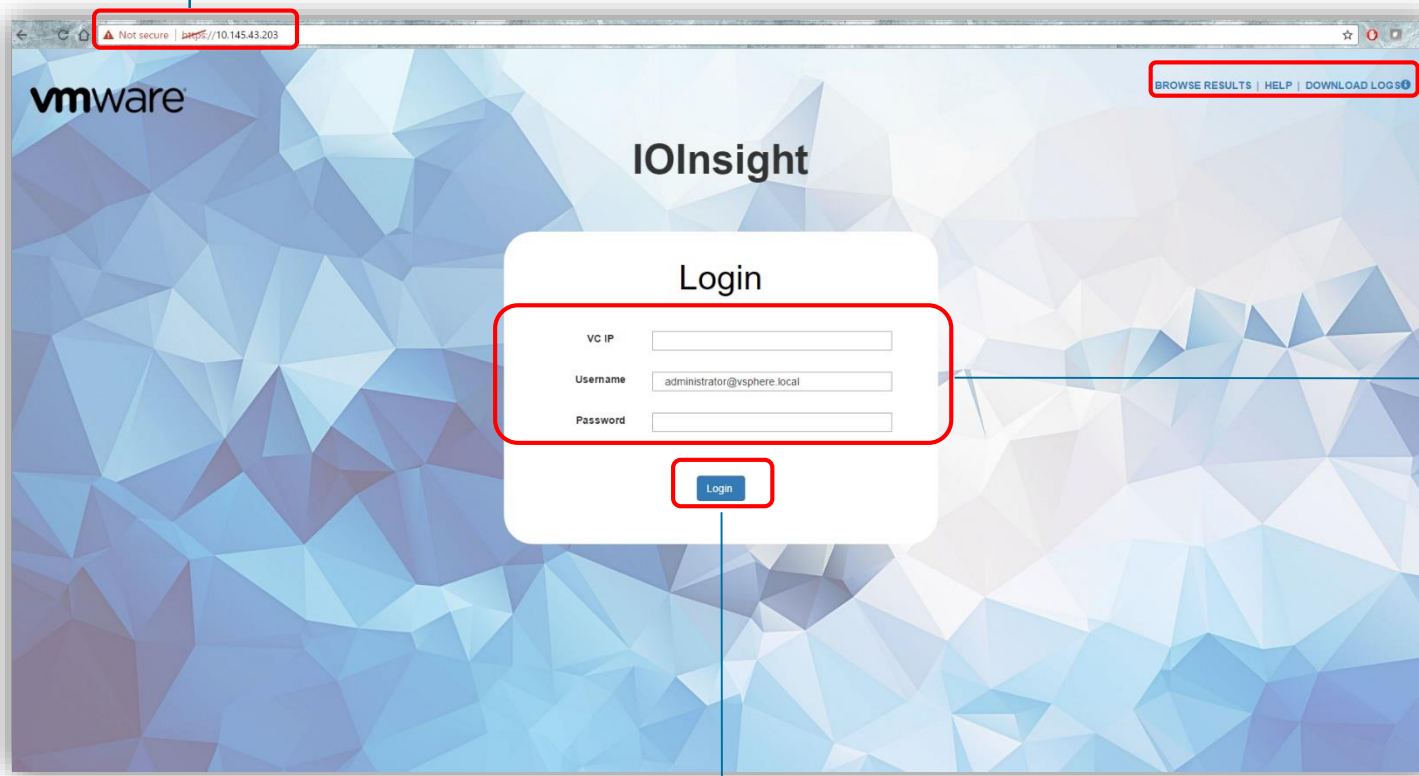 Not secure | https://10.145.43.203
vmware
BROWSE RESULTS | HELP | DOWNLOAD LOGS
IOInsight
Login
VC IP
Username administrator@vsphere.local
Password
Login